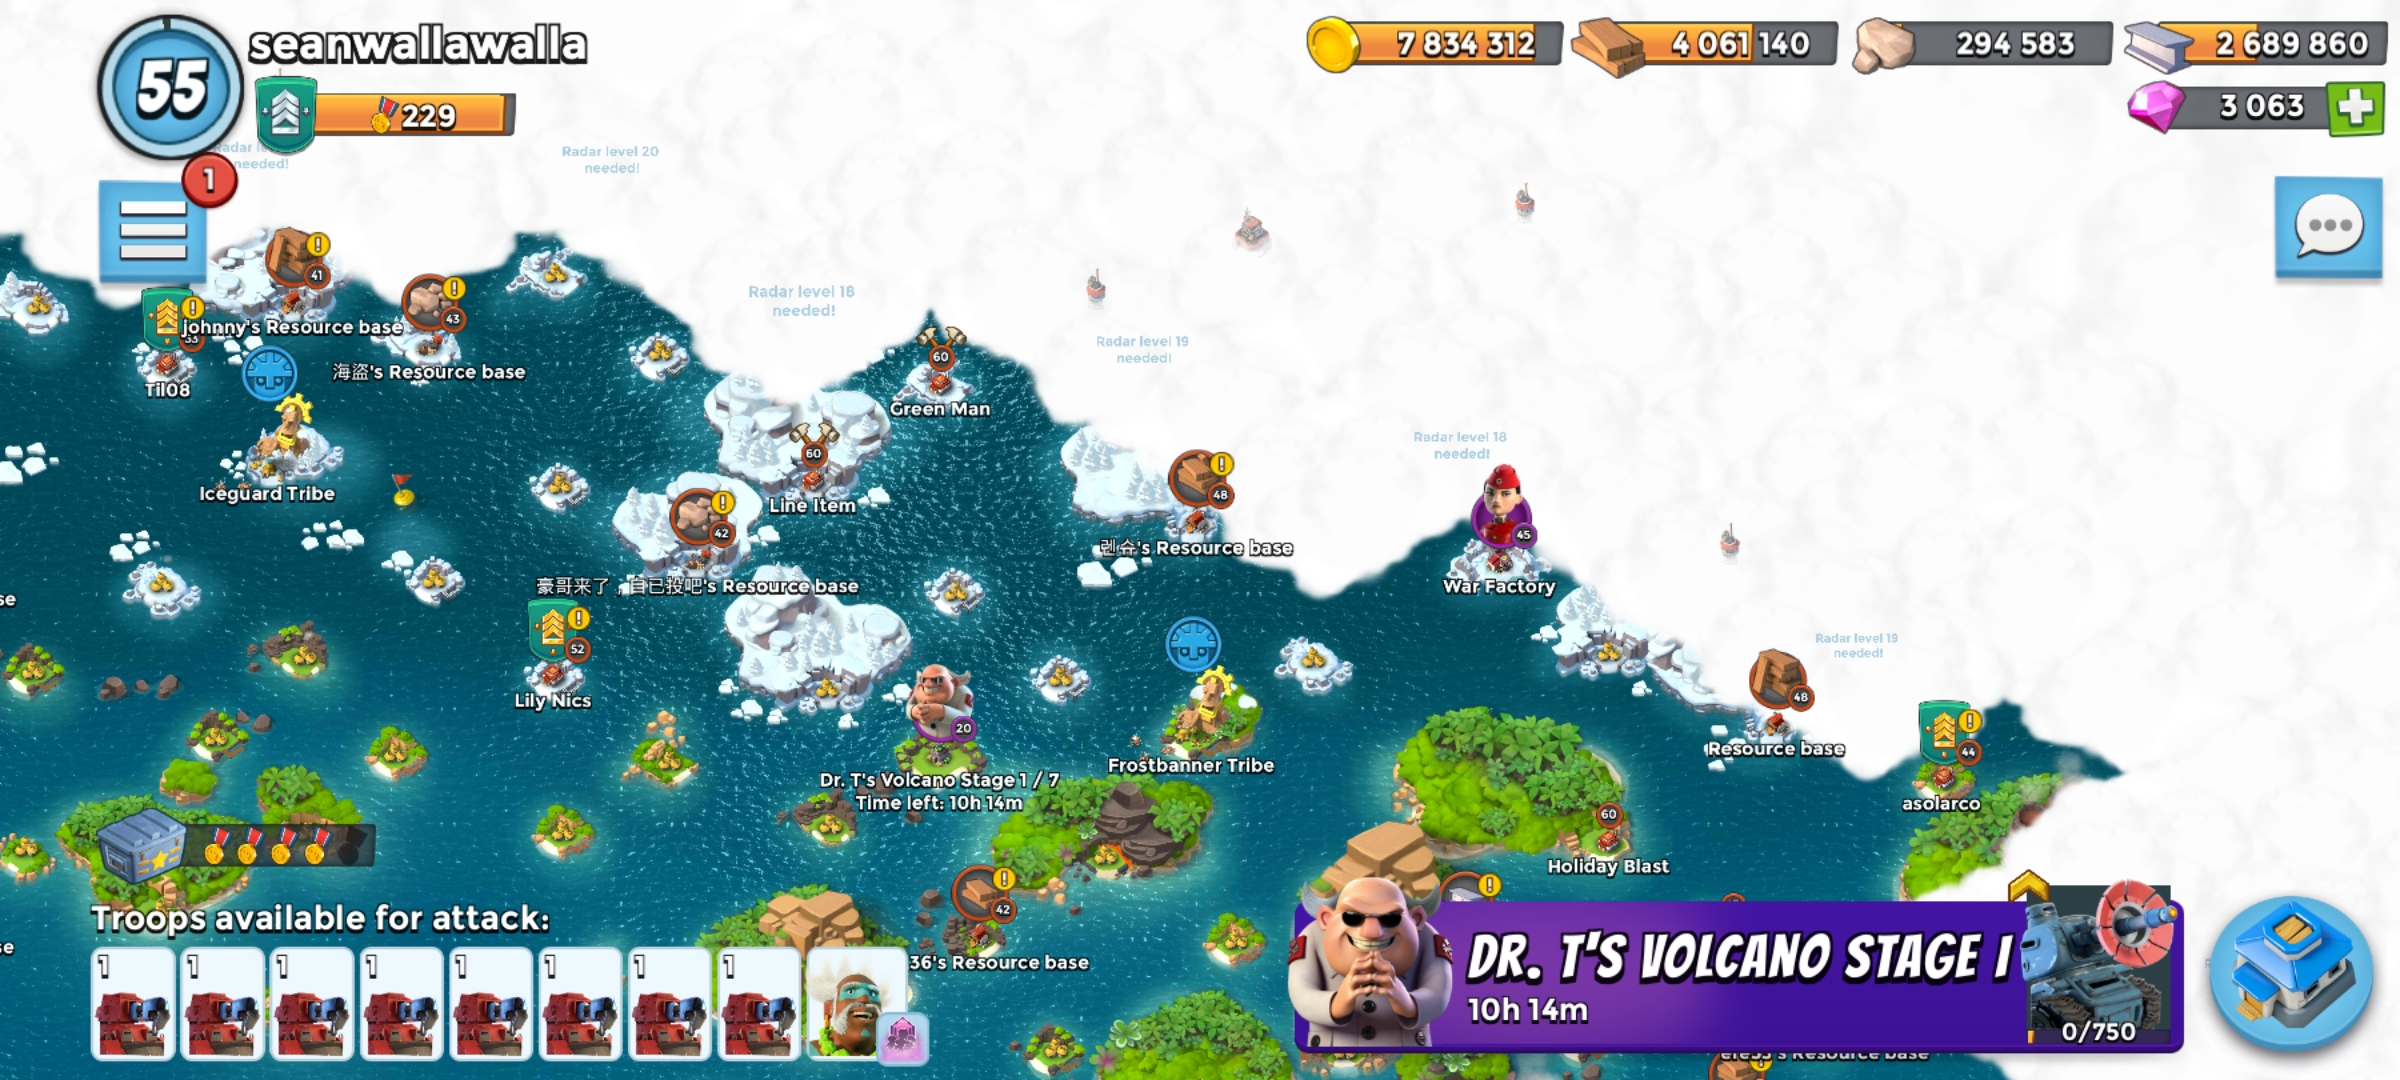 55
seanwallawalla
229
7 834 312
4 061 140
294 583
2 689 860
3 063
needed!
1
Radar level 20
needed!
Radar level 18
needed!
Radar level 19
needed!
Radar level 18
needed!
Radar level 19
needed!
41
johnny's Resource base
43
海盜's Resource base
Til08
Iceguard Tribe
60
Green Man
60
Line Item
42
豪哥来了，自已投吧's Resource base
48
렌슈's Resource base
45
War Factory
52
Lily Nics
20
Dr. T's Volcano Stage 1 / 7
Time left: 10h 14m
Frostbanner Tribe
48
Resource base
44
asolarco
60
Holiday Blast
42
36's Resource base
Troops available for attack:
1
1
1
1
1
1
1
1
DR. T'S VOLCANO STAGE 1
10h 14m
0/750
's Resource base